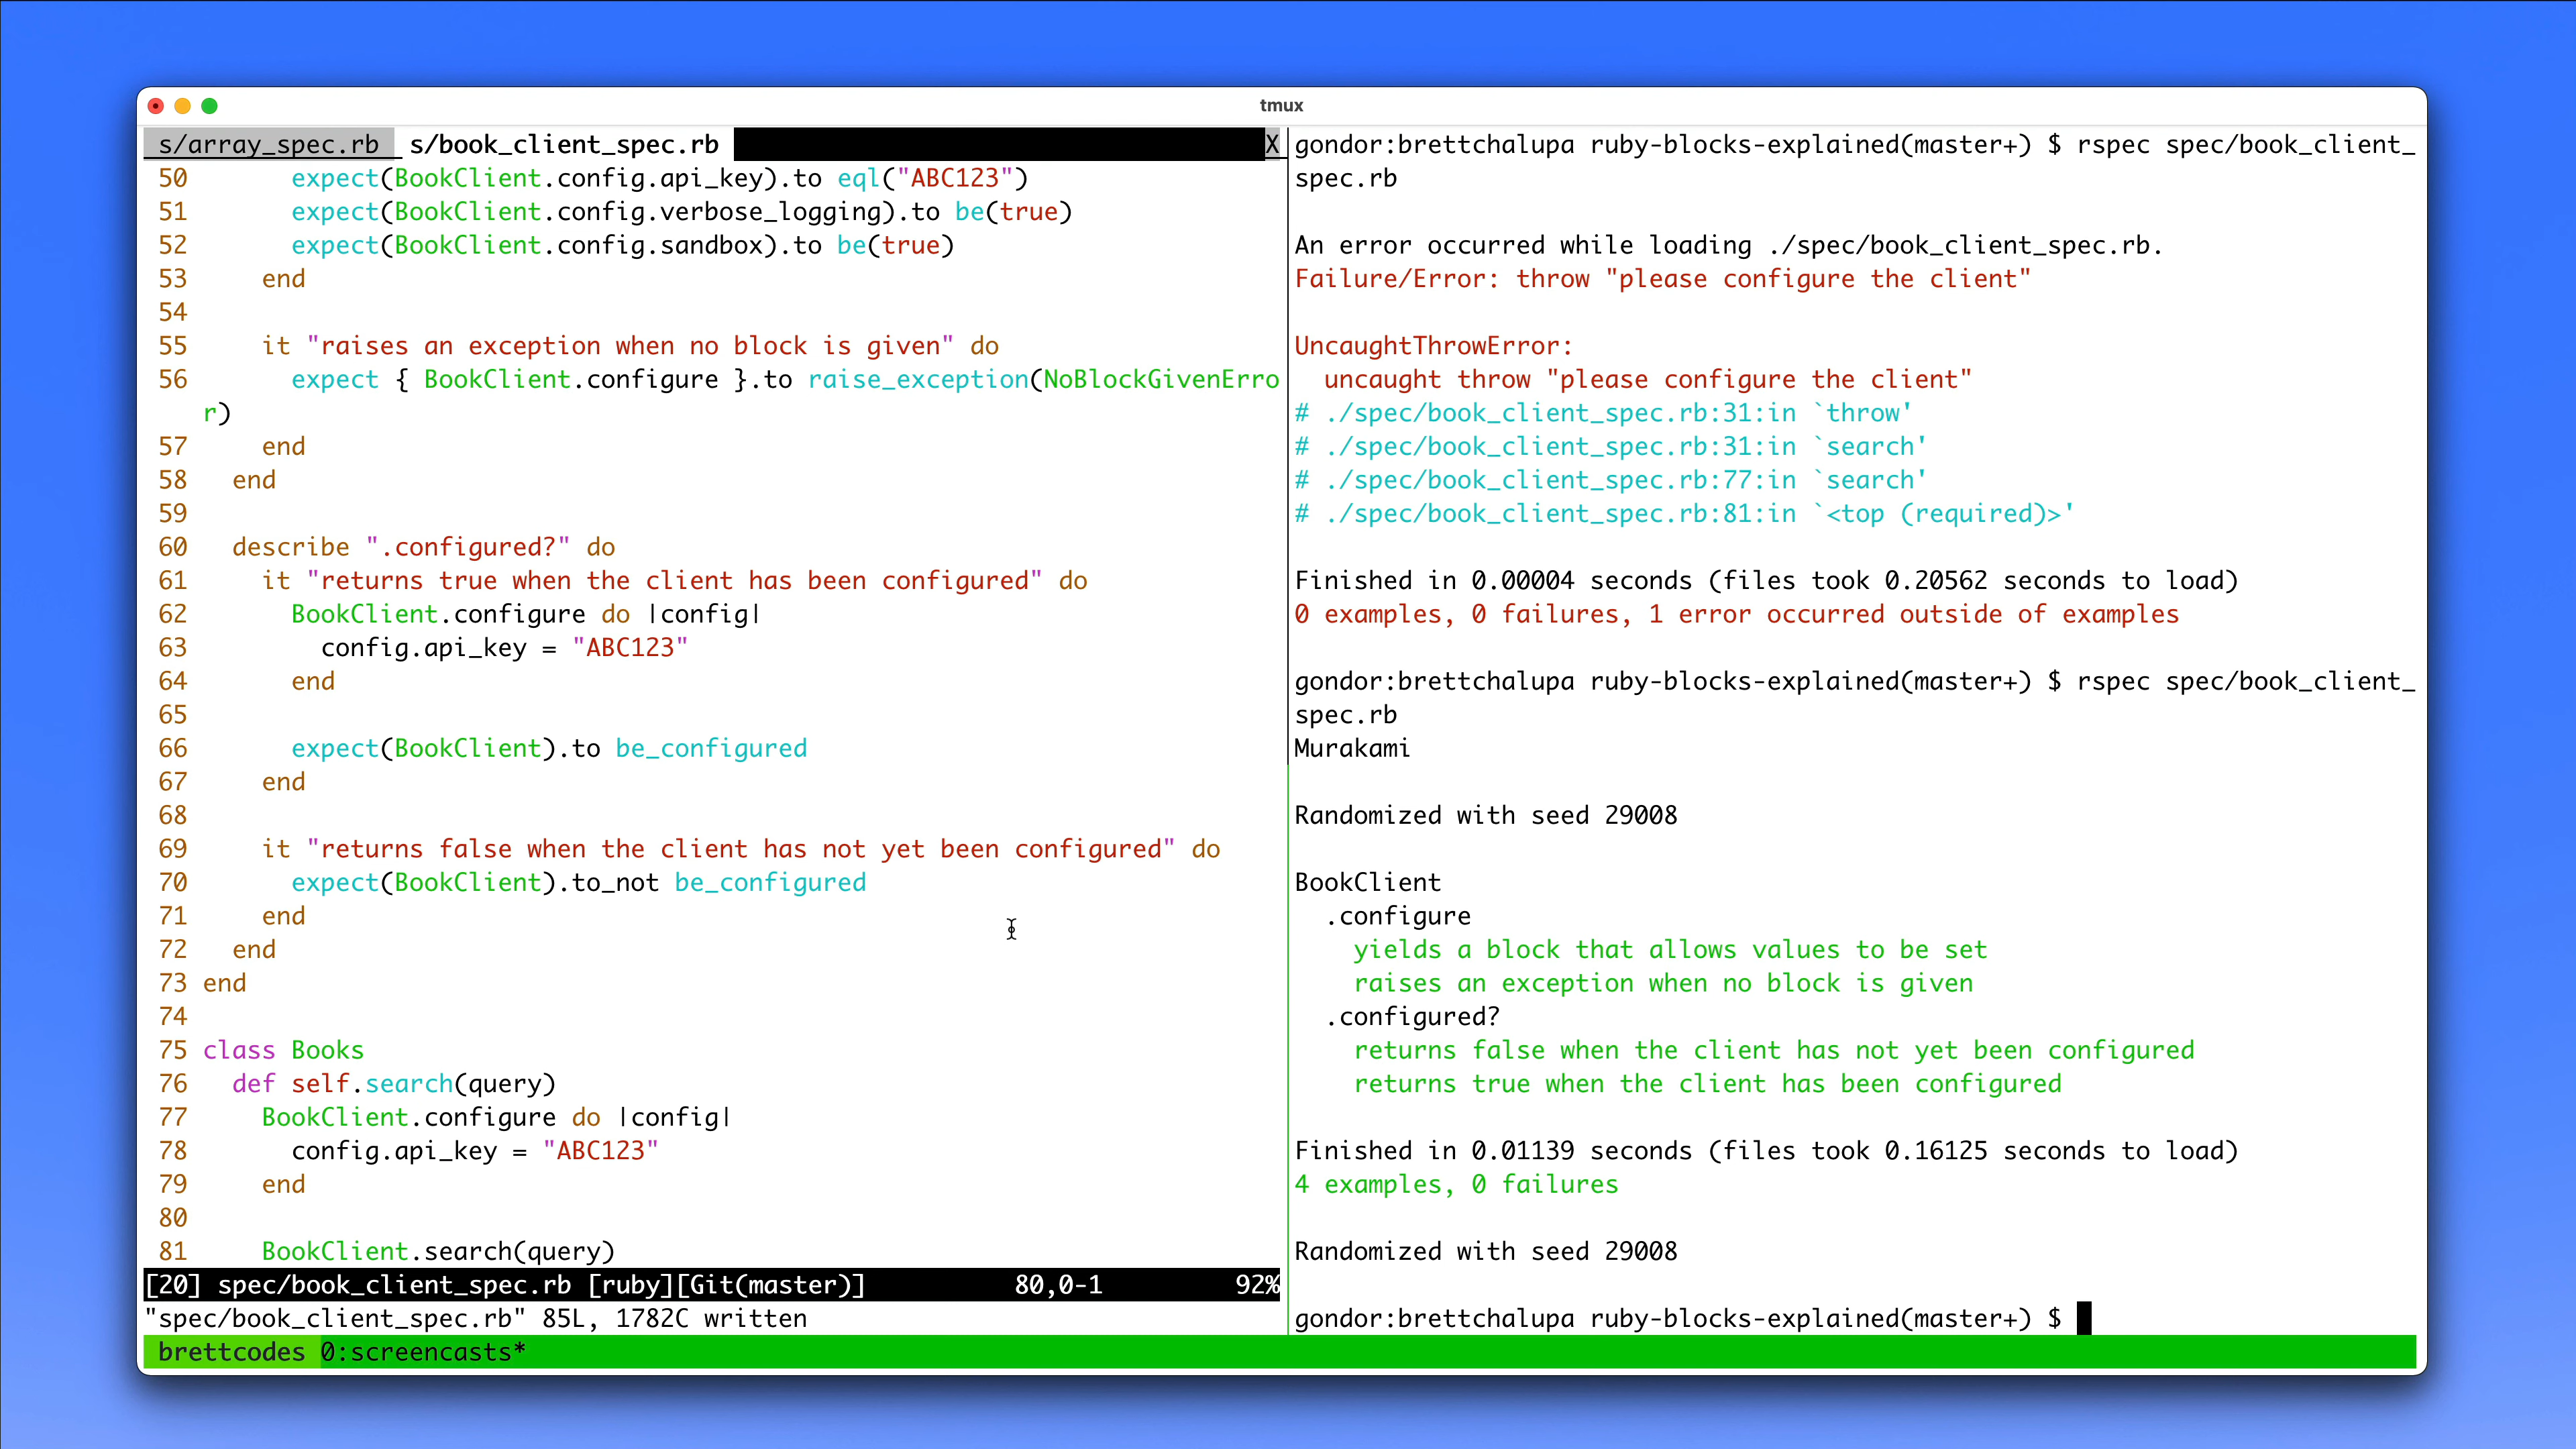 tmux
s/array_spec.rb s/book_client_spec.rb X
50 expect(BookClient.config.api_key).to eql("ABC123")
51 expect(BookClient.config.verbose_logging).to be(true)
52 expect(BookClient.config.sandbox).to be(true)
53 end
54
55 it "raises an exception when no block is given" do
56 expect { BookClient.configure }.to raise_exception(NoBlockGivenErro
r)
57 end
58 end
59
60 describe ".configured?" do
61 it "returns true when the client has been configured" do
62 BookClient.configure do |config|
63 config.api_key = "ABC123"
64 end
65
66 expect(BookClient).to be_configured
67 end
68
69 it "returns false when the client has not yet been configured" do
70 expect(BookClient).to_not be_configured
71 end
72 end
73 end
74
75 class Books
76 def self.search(query)
77 BookClient.configure do |config|
78 config.api_key = "ABC123"
79 end
80
81 BookClient.search(query)
[20] spec/book_client_spec.rb [ruby][Git(master)] 80,0-1 92%
"spec/book_client_spec.rb" 85L, 1782C written
gondor:brettchalupa ruby-blocks-explained(master+) $ rspec spec/book_client_
spec.rb
An error occurred while loading ./spec/book_client_spec.rb.
Failure/Error: throw "please configure the client"
UncaughtThrowError:
uncaught throw "please configure the client"
# ./spec/book_client_spec.rb:31:in `throw'
# ./spec/book_client_spec.rb:31:in `search'
# ./spec/book_client_spec.rb:77:in `search'
# ./spec/book_client_spec.rb:81:in `<top (required)>'
Finished in 0.00004 seconds (files took 0.20562 seconds to load)
0 examples, 0 failures, 1 error occurred outside of examples
gondor:brettchalupa ruby-blocks-explained(master+) $ rspec spec/book_client_
spec.rb
Murakami
Randomized with seed 29008
BookClient
.configure
yields a block that allows values to be set
raises an exception when no block is given
.configured?
returns false when the client has not yet been configured
returns true when the client has been configured
Finished in 0.01139 seconds (files took 0.16125 seconds to load)
4 examples, 0 failures
Randomized with seed 29008
gondor:brettchalupa ruby-blocks-explained(master+) $
brettcodes 0:screencasts*